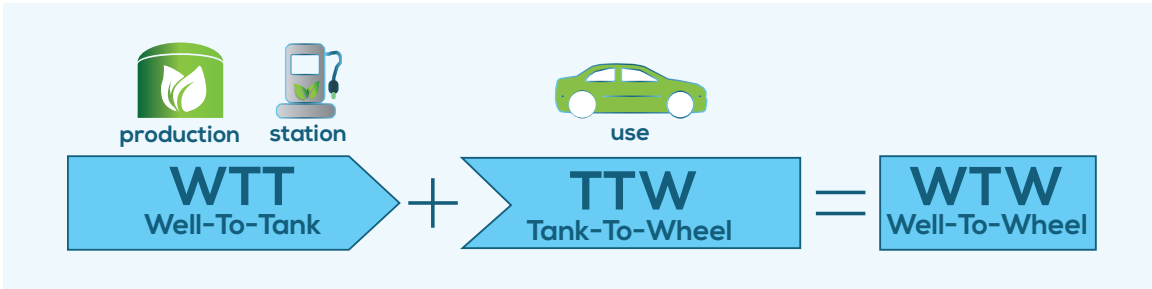 production
station
use
WTT
Well-To-Tank
+
TTW
Tank-To-Wheel
=
WTW
Well-To-Wheel